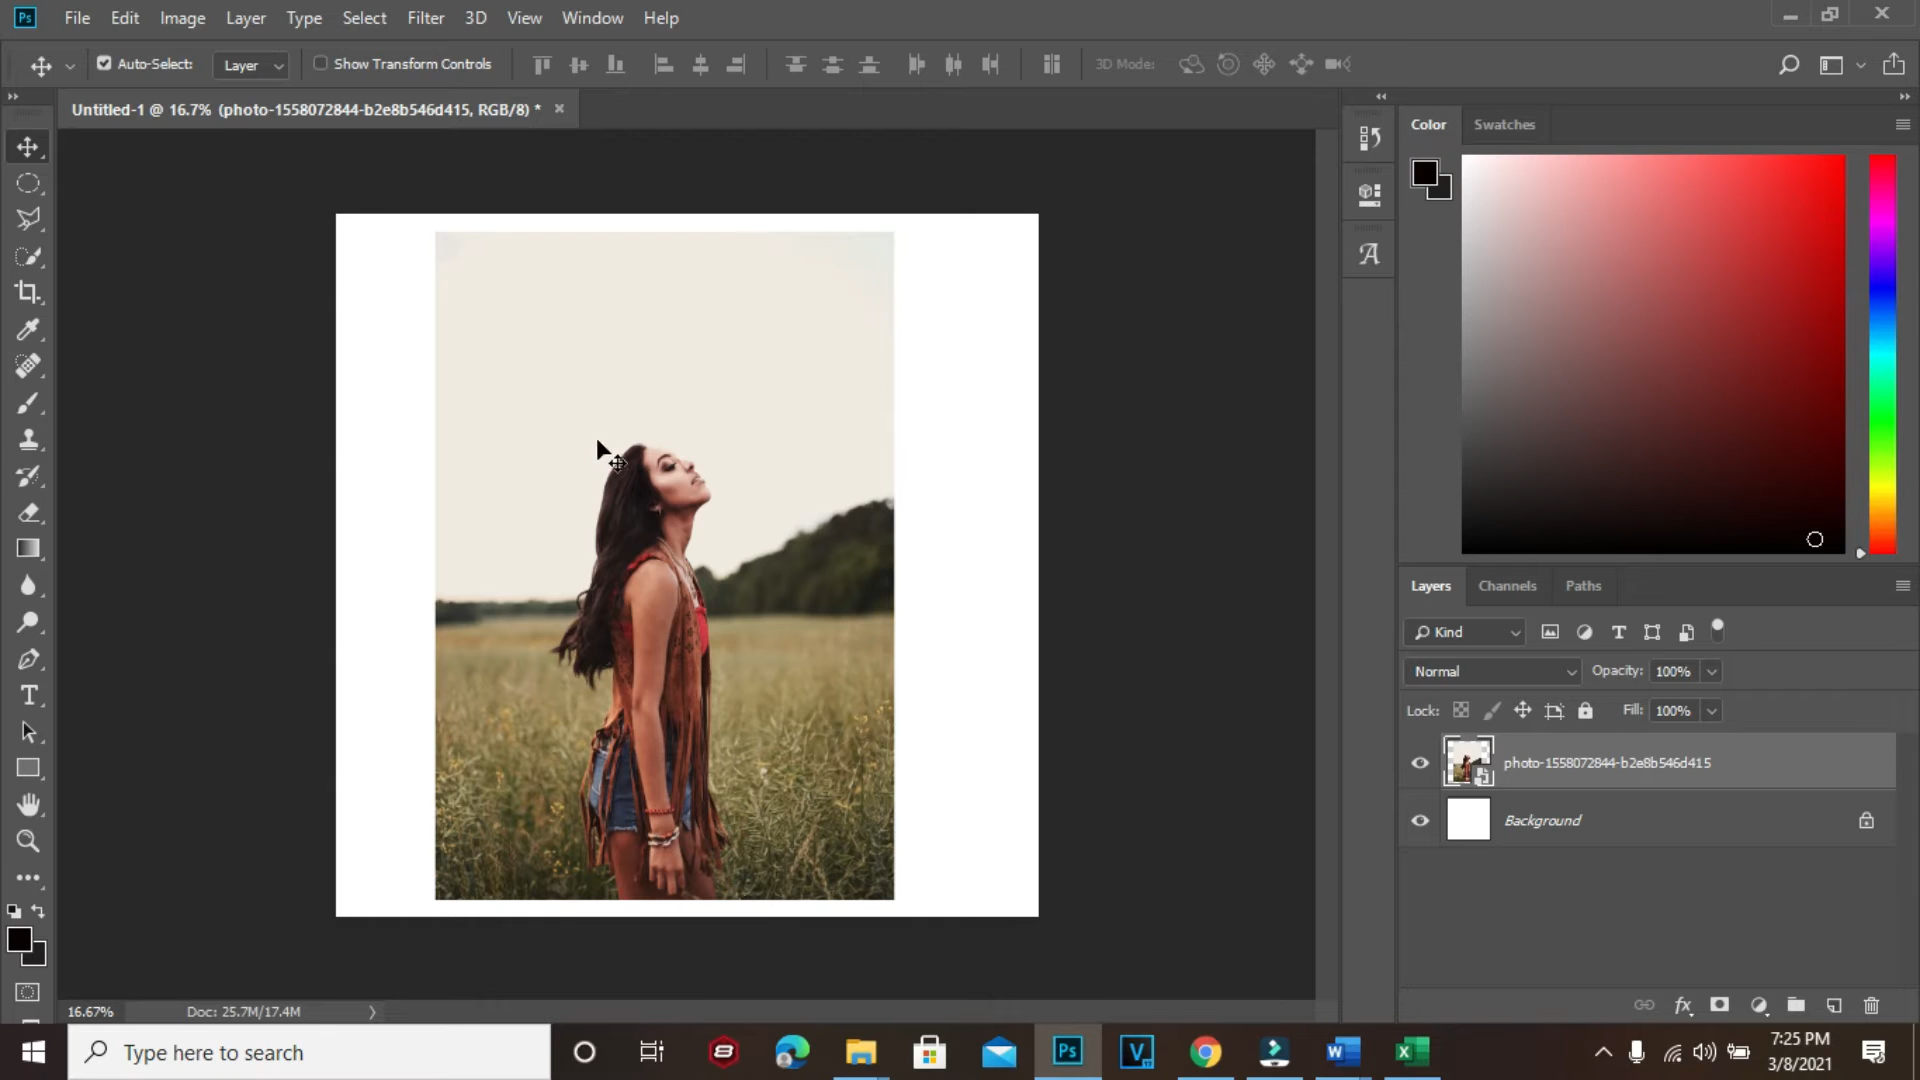 Ps File Edit Image Layer Type Select Filter 3D View Window Help
Auto-Select: Layer Show Transform Controls 3D Mode:
Untitled-1 @ 16.7% (photo-1558072844-b2e8b546d415, RGB/8) *
Color Swatches
Layers Channels Paths
Kind
Normal Opacity: 100%
Lock: Fill: 100%
photo-1558072844-b2e8b546d415
Background
16.67% Doc: 25.7M/17.4M
Type here to search
7:25 PM
3/8/2021